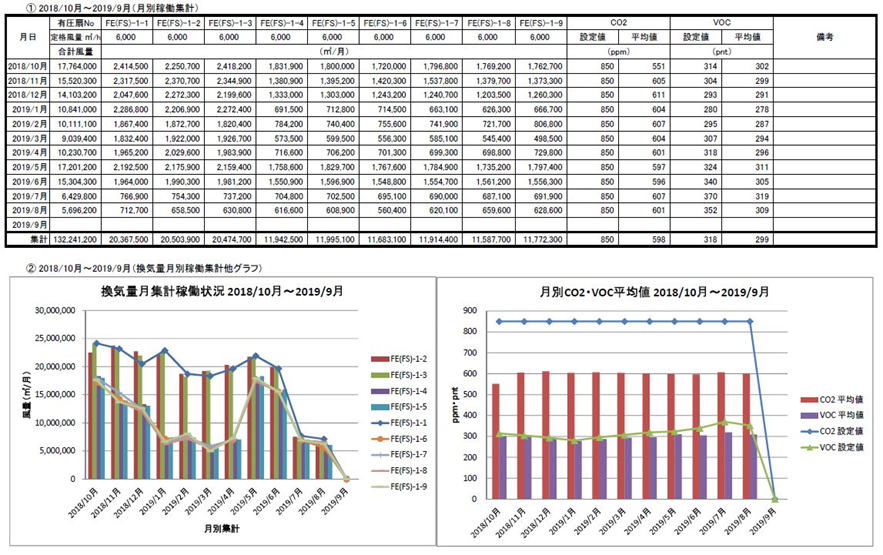 ① 2018/10月～2019/9月(月別稼働集計)
月日 有圧扇No FE(FS)-1-1 FE(FS)-1-2 FE(FS)-1-3 FE(FS)-1-4 FE(FS)-1-5 FE(FS)-1-6 FE(FS)-1-7 FE(FS)-1-8 FE(FS)-1-9 CO2 VOC 備考
定格風量 ㎥/h 6,000 6,000 6,000 6,000 6,000 6,000 6,000 6,000 6,000 設定値 平均値 設定値 平均値
合計風量 (㎥/月) (ppm) (pnt)
2018/10月 17,764,000 2,414,500 2,250,700 2,418,200 1,831,900 1,800,000 1,720,000 1,796,800 1,769,200 1,762,700 850 551 314 302
2018/11月 15,520,300 2,317,500 2,370,700 2,344,900 1,380,900 1,395,200 1,420,300 1,537,800 1,379,700 1,373,300 850 605 304 299
2018/12月 14,103,200 2,047,600 2,272,300 2,199,600 1,333,000 1,303,000 1,243,200 1,240,700 1,203,500 1,260,300 850 611 293 291
2019/1月 10,841,000 2,286,800 2,206,900 2,272,400 691,500 712,800 714,500 663,100 626,300 666,700 850 604 280 278
2019/2月 10,111,100 1,867,400 1,872,700 1,820,400 784,200 740,400 755,600 741,900 721,700 806,800 850 607 295 287
2019/3月 9,039,400 1,832,400 1,922,000 1,926,700 573,500 599,500 556,300 585,100 545,400 498,500 850 604 307 294
2019/4月 10,230,700 1,965,200 2,029,600 1,983,900 716,600 706,200 701,300 699,300 698,800 729,800 850 601 318 296
2019/5月 17,201,200 2,192,500 2,175,900 2,159,400 1,758,600 1,829,700 1,767,600 1,784,900 1,735,200 1,797,400 850 597 324 311
2019/6月 15,304,300 1,964,000 1,990,300 1,981,200 1,550,900 1,596,900 1,548,800 1,554,700 1,561,200 1,556,300 850 596 340 305
2019/7月 6,429,800 766,900 754,300 737,200 704,800 702,500 695,100 690,000 687,100 691,900 850 607 370 319
2019/8月 5,696,200 712,700 658,500 630,800 616,600 608,900 560,400 620,100 659,600 628,600 850 601 352 309
2019/9月
集計 132,241,200 20,367,500 20,503,900 20,474,700 11,942,500 11,995,100 11,683,100 11,914,400 11,587,700 11,772,300 850 598 318 299
② 2018/10月～2019/9月(換気量月別稼働集計他グラフ)
換気量月集計稼働状況 2018/10月～2019/9月
30,000,000
25,000,000
20,000,000
15,000,000
10,000,000
5,000,000
0
風量(㎥/月)
2018/10月 2018/11月 2018/12月 2019/1月 2019/2月 2019/3月 2019/4月 2019/5月 2019/6月 2019/7月 2019/8月 2019/9月
月別集計
FE(FS)-1-2
FE(FS)-1-3
FE(FS)-1-4
FE(FS)-1-5
FE(FS)-1-1
FE(FS)-1-6
FE(FS)-1-7
FE(FS)-1-8
FE(FS)-1-9
月別CO2・VOC平均値 2018/10月～2019/9月
900
800
700
600
500
400
300
200
100
0
ppm・pnt
2018/10月 2018/11月 2018/12月 2019/1月 2019/2月 2019/3月 2019/4月 2019/5月 2019/6月 2019/7月 2019/8月 2019/9月
CO2 平均値
VOC 平均値
CO2 設定値
VOC 設定値